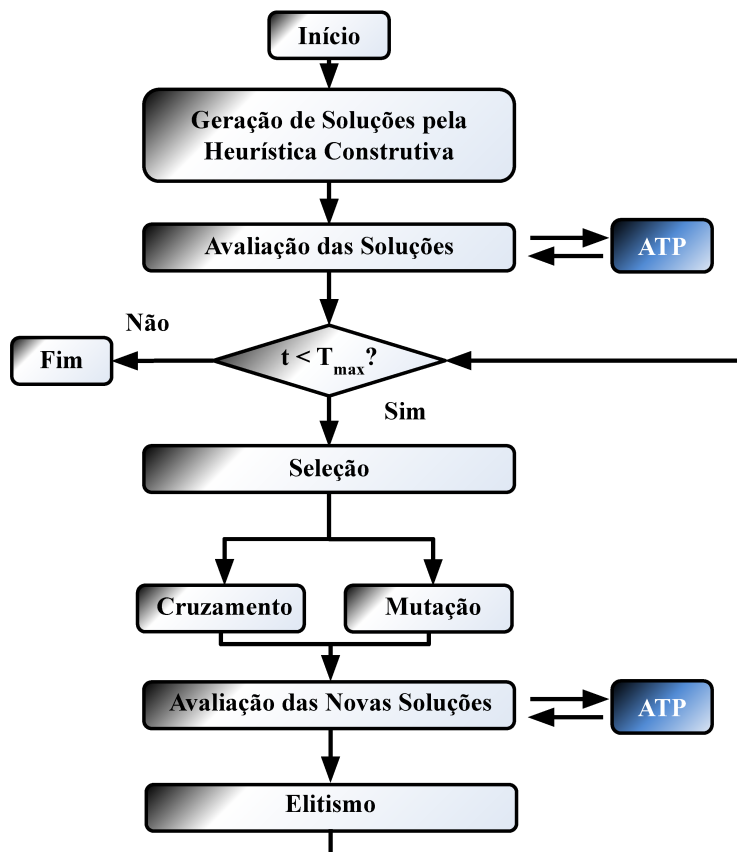 Início
Geração de Soluções pela
Heurística Construtiva
Avaliação das Soluções
ATP
Não
Fim
t < Tmax?
Sim
Seleção
Cruzamento
Mutação
Avaliação das Novas Soluções
ATP
Elitismo